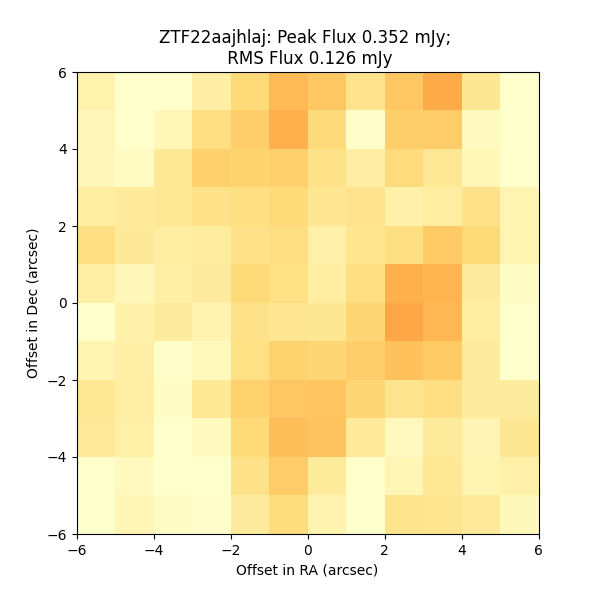 ZTF22aajhlaj: Peak Flux 0.352 mJy;
RMS Flux 0.126 mJy
6
4
2
0
−2
−4
−6
Offset in Dec (arcsec)
−6 −4 −2 0 2 4 6
Offset in RA (arcsec)